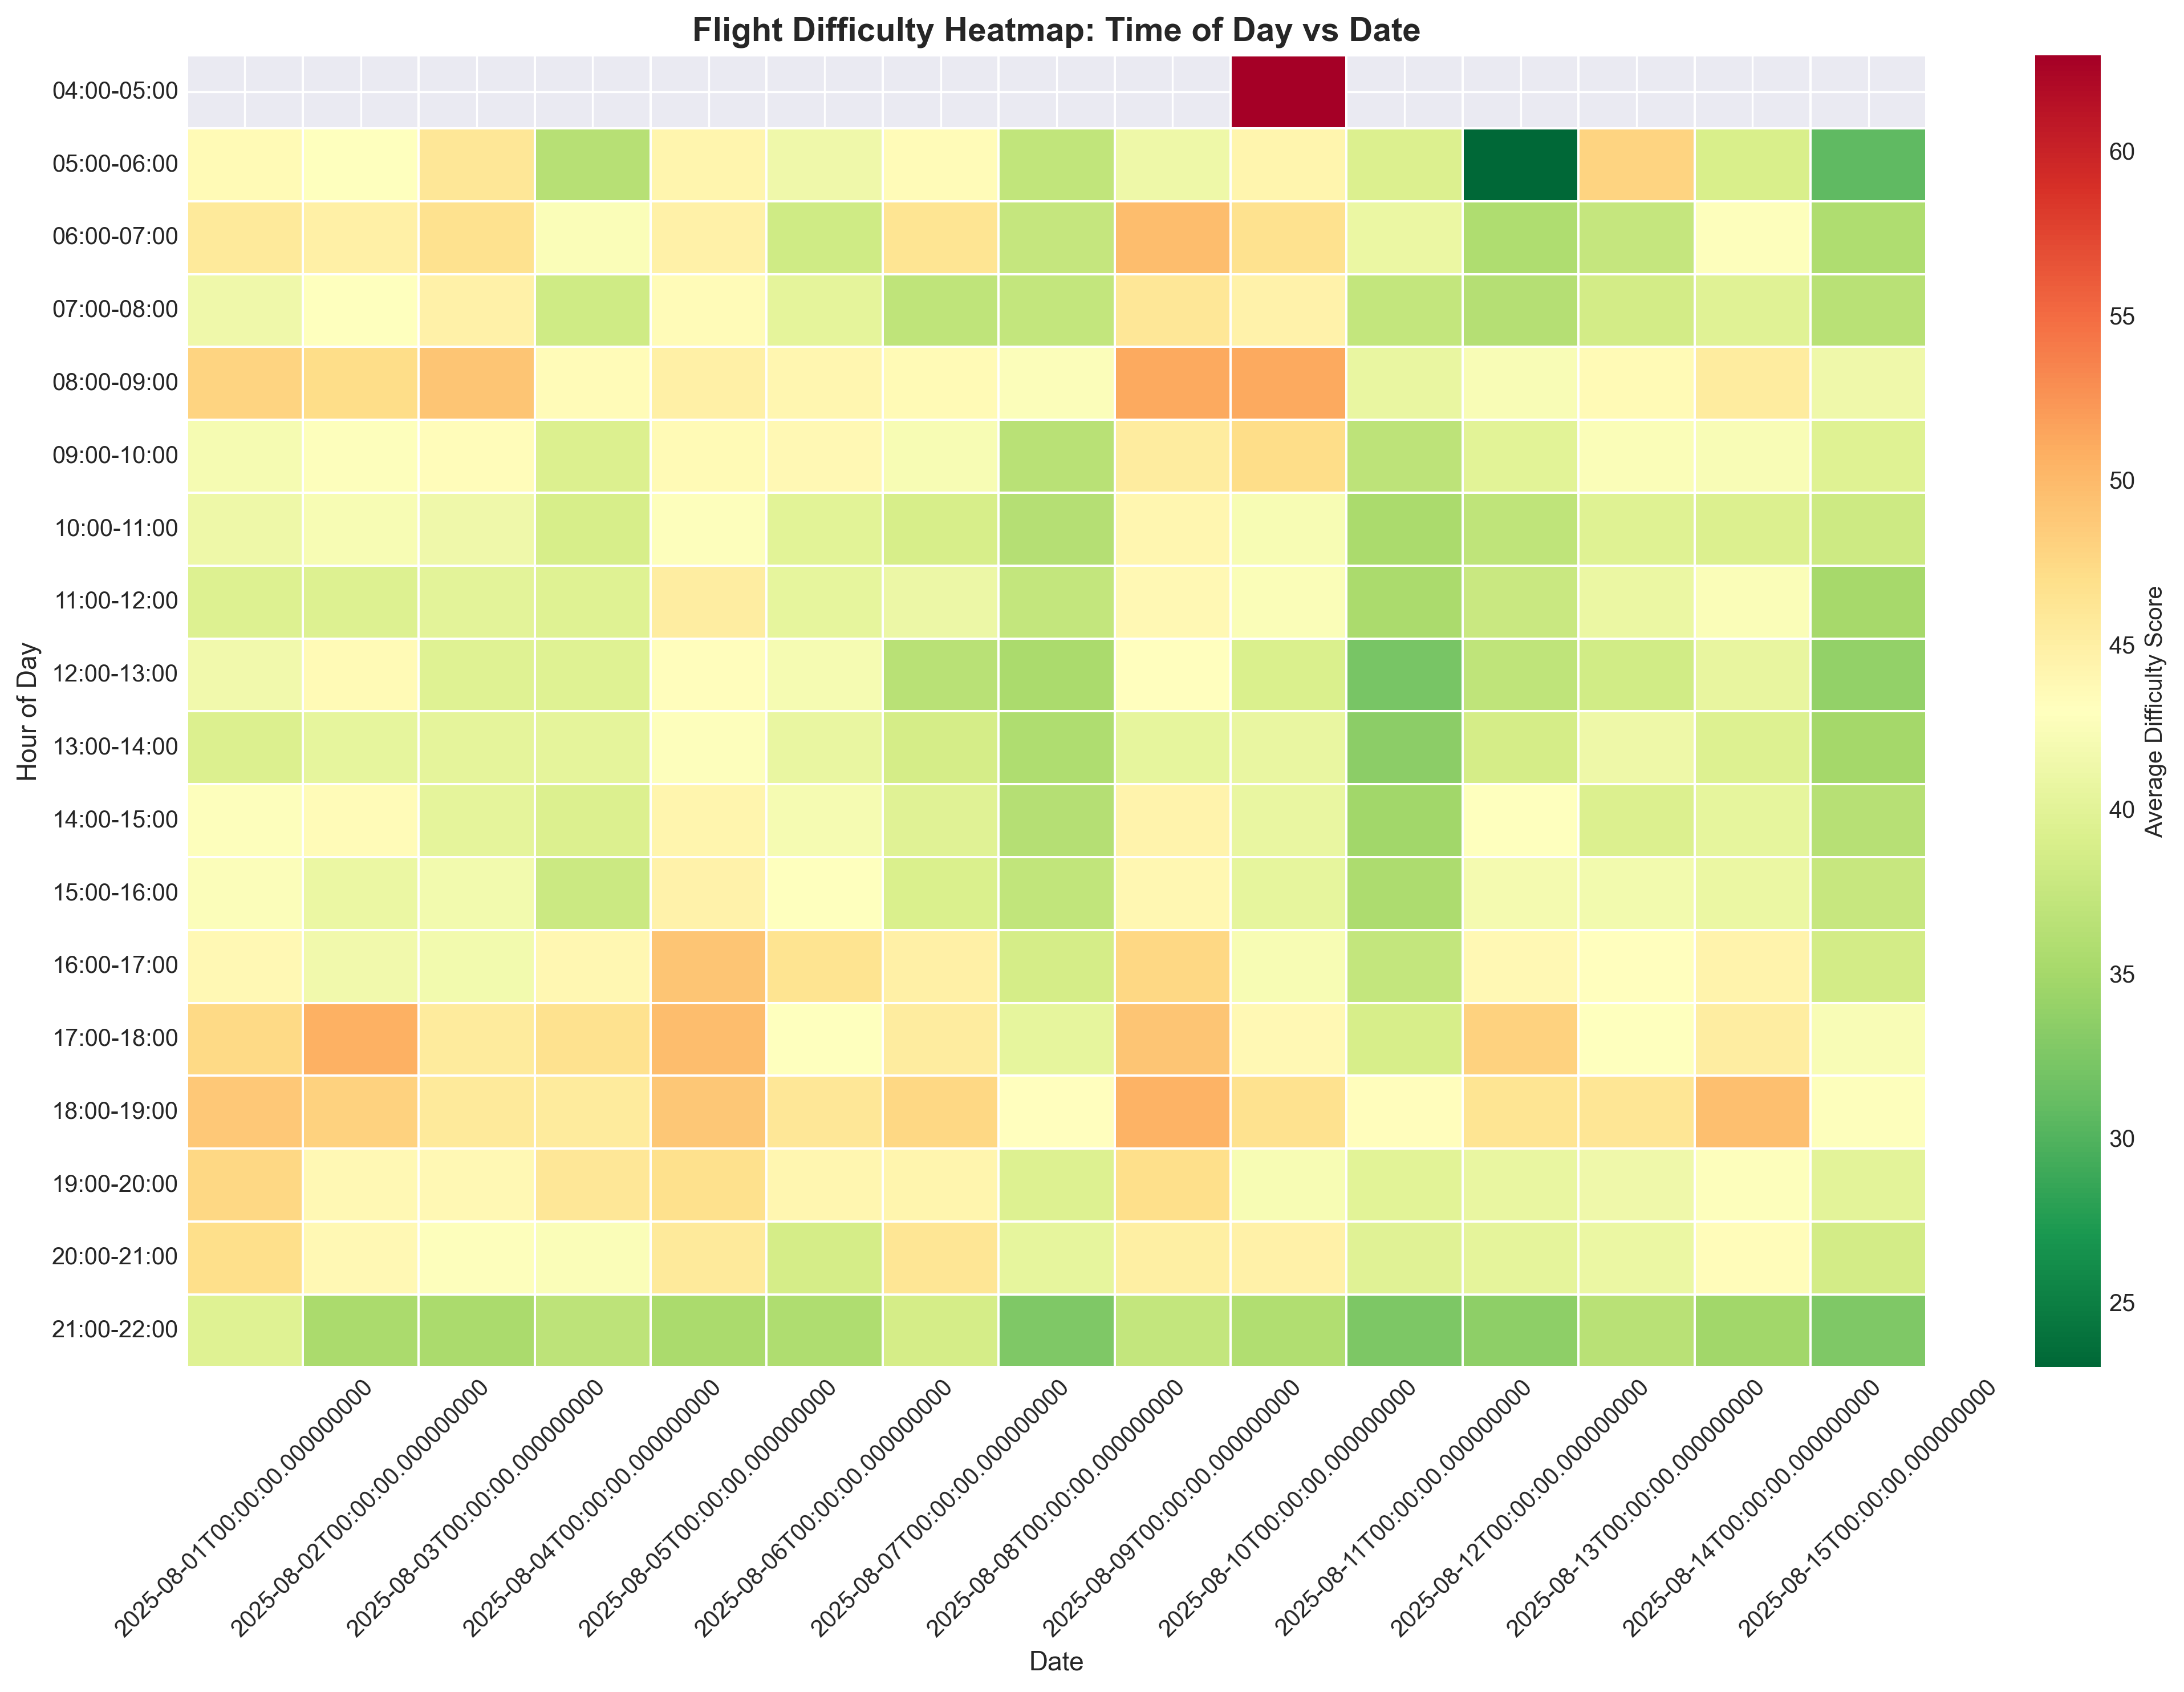 Flight Difficulty Heatmap: Time of Day vs Date
04:00-05:00
05:00-06:00
06:00-07:00
07:00-08:00
08:00-09:00
09:00-10:00
10:00-11:00
11:00-12:00
12:00-13:00
13:00-14:00
14:00-15:00
15:00-16:00
16:00-17:00
17:00-18:00
18:00-19:00
19:00-20:00
20:00-21:00
21:00-22:00
Hour of Day
2025-08-01T00:00:00.000000000
2025-08-02T00:00:00.000000000
2025-08-03T00:00:00.000000000
2025-08-04T00:00:00.000000000
2025-08-05T00:00:00.000000000
2025-08-06T00:00:00.000000000
2025-08-07T00:00:00.000000000
2025-08-08T00:00:00.000000000
2025-08-09T00:00:00.000000000
2025-08-10T00:00:00.000000000
2025-08-11T00:00:00.000000000
2025-08-12T00:00:00.000000000
2025-08-13T00:00:00.000000000
2025-08-14T00:00:00.000000000
2025-08-15T00:00:00.000000000
Date
60
55
50
45
40
35
30
25
Average Difficulty Score